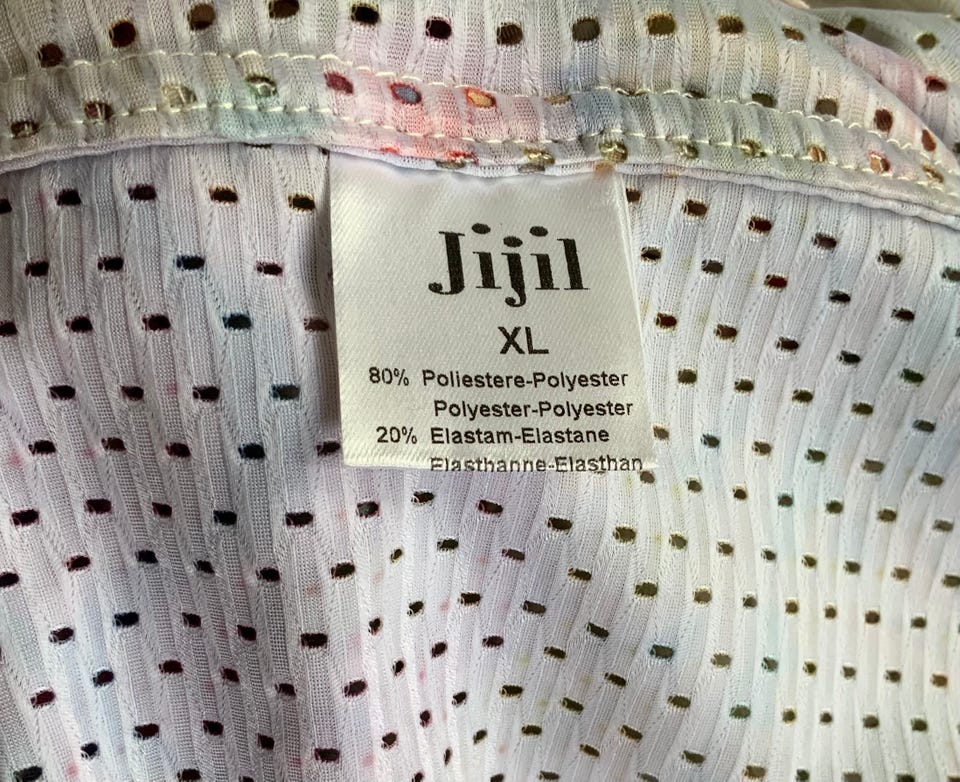 Jijil
XL
80% Poliestere-Polyester
Polyester-Polyester
20% Elastam-Elastane
Elasthanne-Elasthan